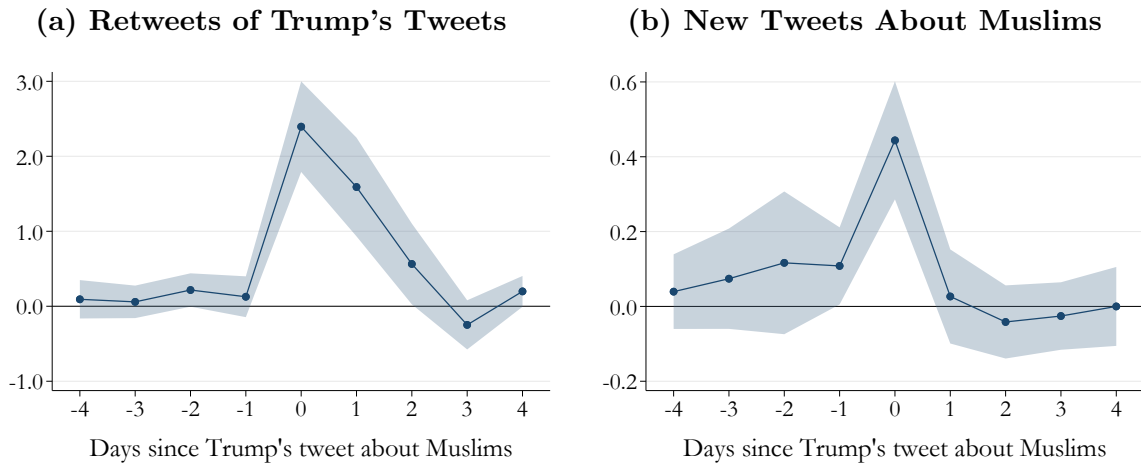 (a) Retweets of Trump's Tweets
3.0
2.0
1.0
0.0
-1.0
-4 -3 -2 -1 0 1 2 3 4
Days since Trump's tweet about Muslims
(b) New Tweets About Muslims
0.6
0.4
0.2
0.0
-0.2
-4 -3 -2 -1 0 1 2 3 4
Days since Trump's tweet about Muslims